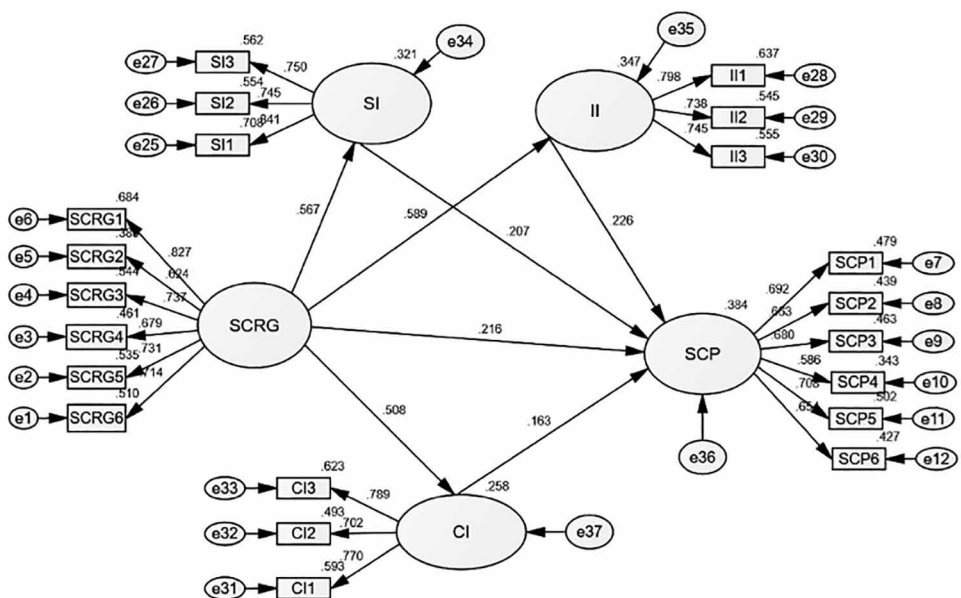 e34
e35
e27
.562
SI3
.750
.321
SI
e26
.554
SI2
.745
e25
.708
SI1
.841
.347
II
.798
.637
II1
e28
.738
.545
II2
e29
.745
.555
II3
e30
.567
.589
.207
.226
e6
.684
SCRG1
.827
e5
SCRG2
.624
e4
.544
SCRG3
.737
e3
.461
SCRG4
.679
e2
.535
SCRG5
.731
e1
.510
SCRG6
.714
SCRG
.216
.508
.163
.384
SCP
.692
.479
SCP1
e7
.663
.439
SCP2
e8
.680
.463
SCP3
e9
.586
.343
SCP4
e10
.502
SCP5
e11
.427
SCP6
e12
e36
e33
.623
CI3
.789
.258
CI
e37
e32
.493
CI2
.702
e31
.593
CI1
.770